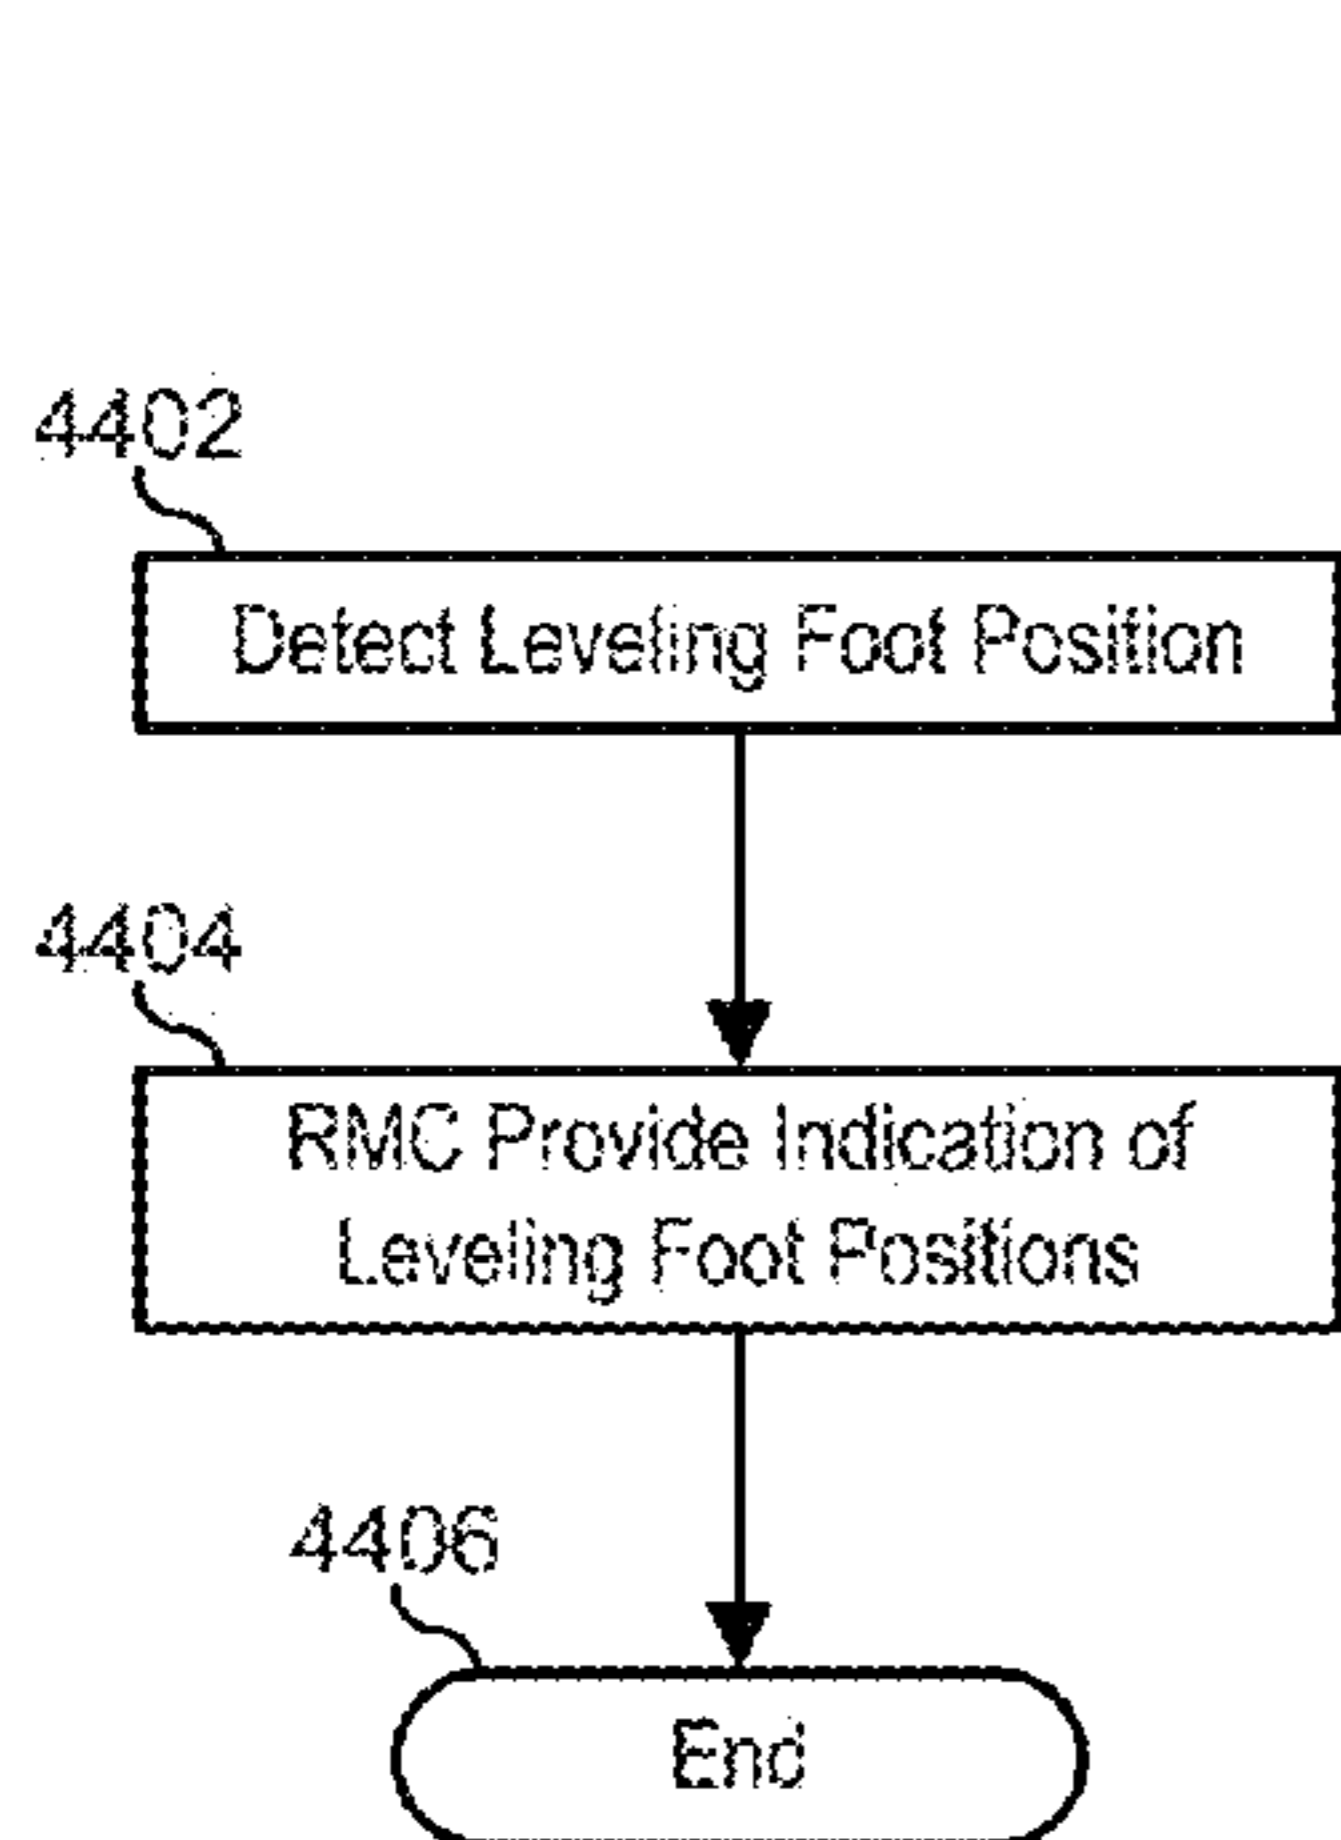 4402
Detect Leveling Foot Position
4404
RMC Provide Indication of
Leveling Foot Positions
4406
End